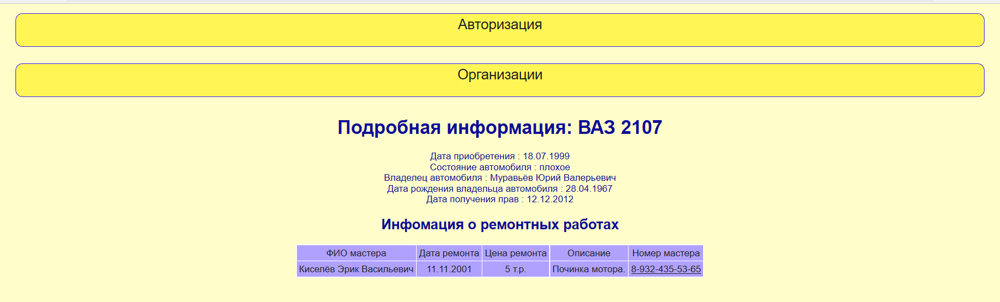 Авторизация
Организации
Подробная информация: ВАЗ 2107
Дата приобретения : 18.07.1999
Состояние автомобиля : плохое
Владелец автомобиля : Муравьёв Юрий Валерьевич
Дата рождения владельца автомобиля : 28.04.1967
Дата получения прав : 12.12.2012
Инфомация о ремонтных работах
ФИО мастера Дата ремонта Цена ремонта Описание Номер мастера
Киселёв Эрик Васильевич 11.11.2001 5 т.р. Починка мотора. 8-932-435-53-65